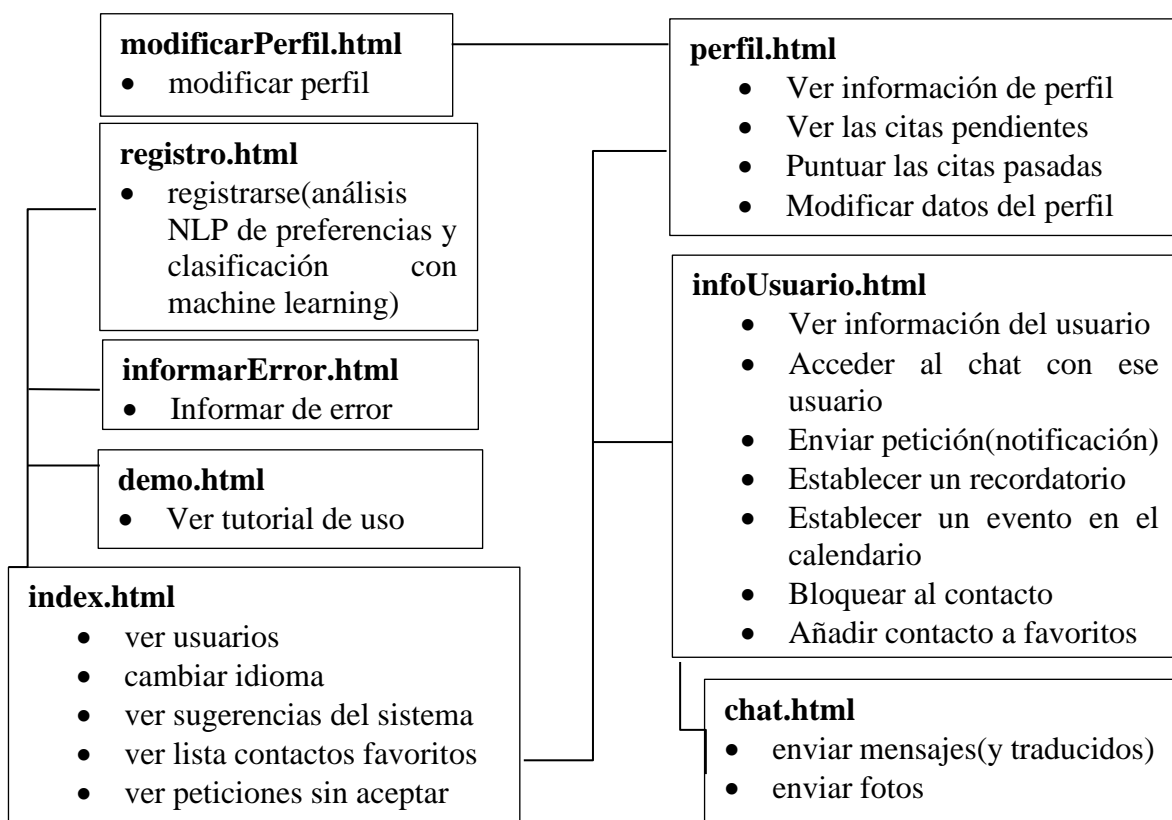 modificarPerfil.html
• modificar perfil
registro.html
• registrarse(análisis
NLP de preferencias y
clasificación con
machine learning)
informarError.html
• Informar de error
demo.html
• Ver tutorial de uso
index.html
• ver usuarios
• cambiar idioma
• ver sugerencias del sistema
• ver lista contactos favoritos
• ver peticiones sin aceptar
perfil.html
• Ver información de perfil
• Ver las citas pendientes
• Puntuar las citas pasadas
• Modificar datos del perfil
infoUsuario.html
• Ver información del usuario
• Acceder al chat con ese
usuario
• Enviar petición(notificación)
• Establecer un recordatorio
• Establecer un evento en el
calendario
• Bloquear al contacto
• Añadir contacto a favoritos
chat.html
• enviar mensajes(y traducidos)
• enviar fotos